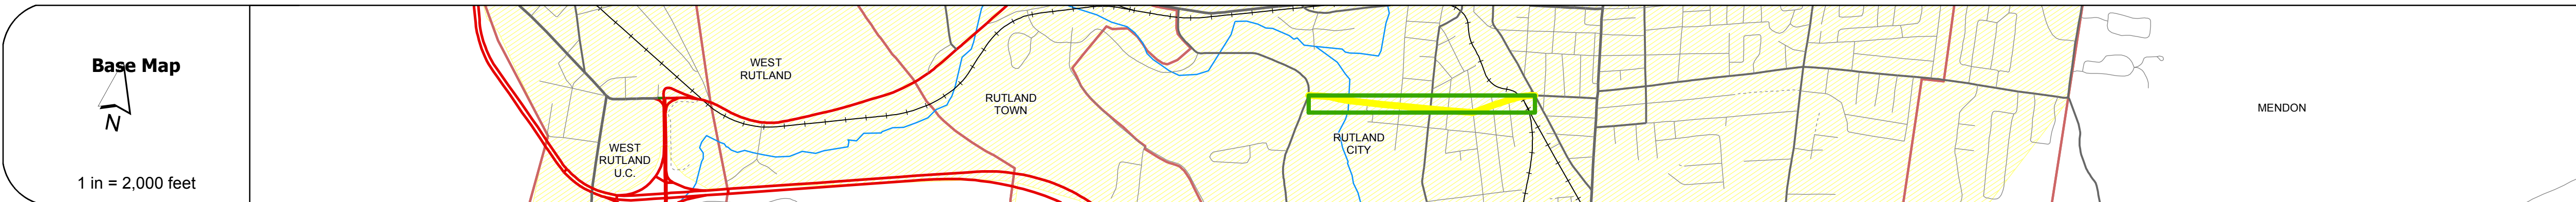 Base Map
N
1 in = 2,000 feet
WEST
RUTLAND
WEST
RUTLAND
U.C.
RUTLAND
TOWN
RUTLAND
CITY
MENDON